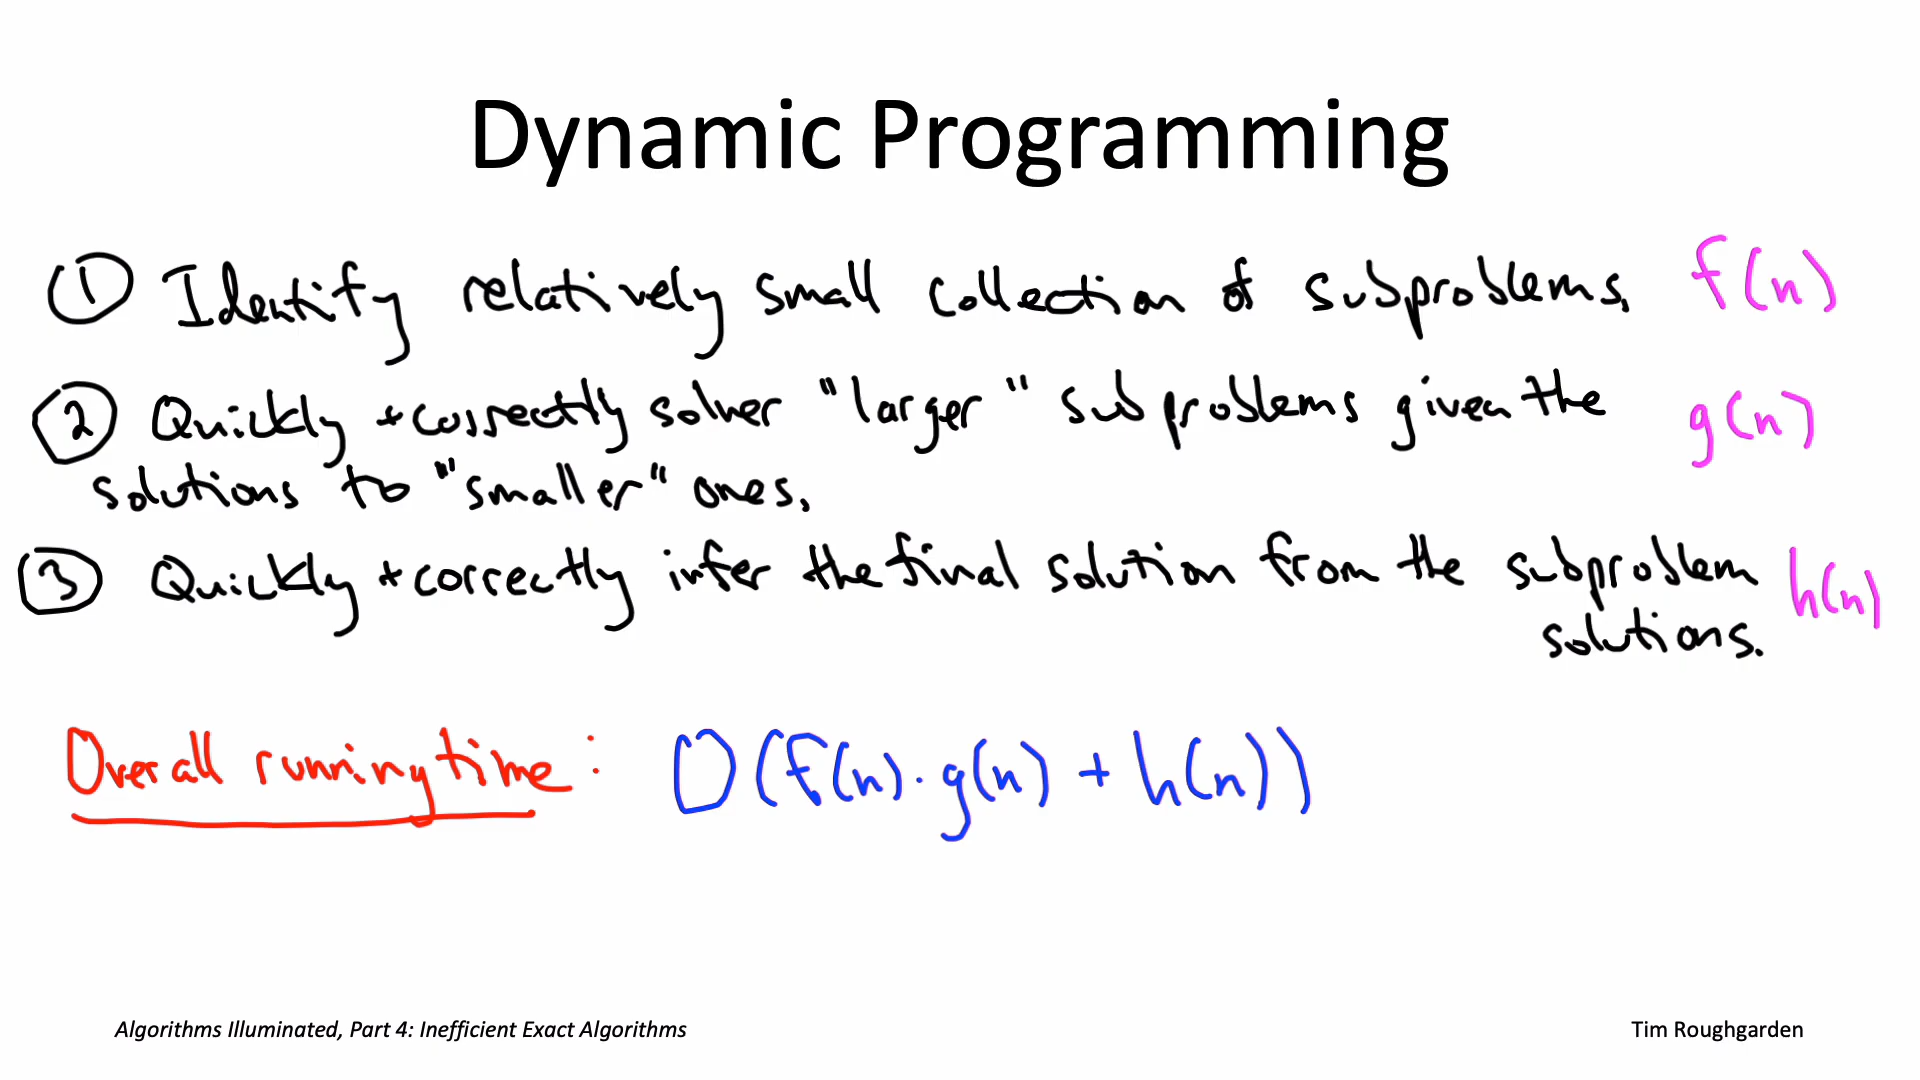 Dynamic Programming
① Identify relatively small collection of subproblems. f(n)
② Quickly + correctly solver "larger" subproblems given the g(n)
solutions to "smaller" ones.
③ Quickly + correctly infer the final solution from the subproblem h(n)
solutions.
Overall running time: O(f(n)·g(n) + h(n))
Algorithms Illuminated, Part 4: Inefficient Exact Algorithms
Tim Roughgarden